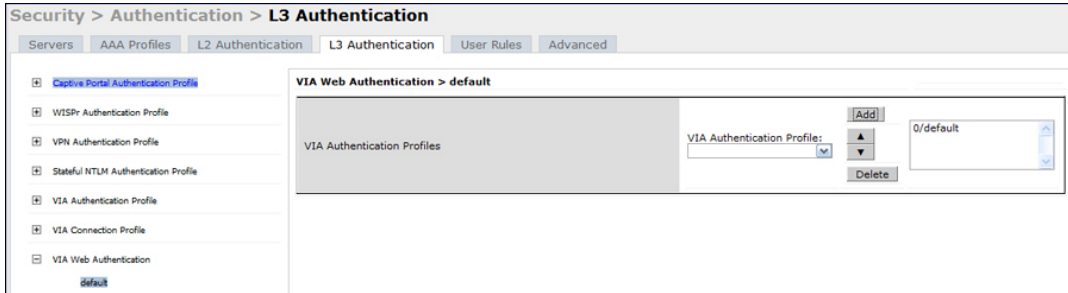 Security > Authentication > L3 Authentication
Servers AAA Profiles L2 Authentication L3 Authentication User Rules Advanced
Captive Portal Authentication Profile
WISPr Authentication Profile
VPN Authentication Profile
Stateful NTLM Authentication Profile
VIA Authentication Profile
VIA Connection Profile
VIA Web Authentication
default
VIA Web Authentication > default
VIA Authentication Profiles
VIA Authentication Profile:
Add
Delete
0/default